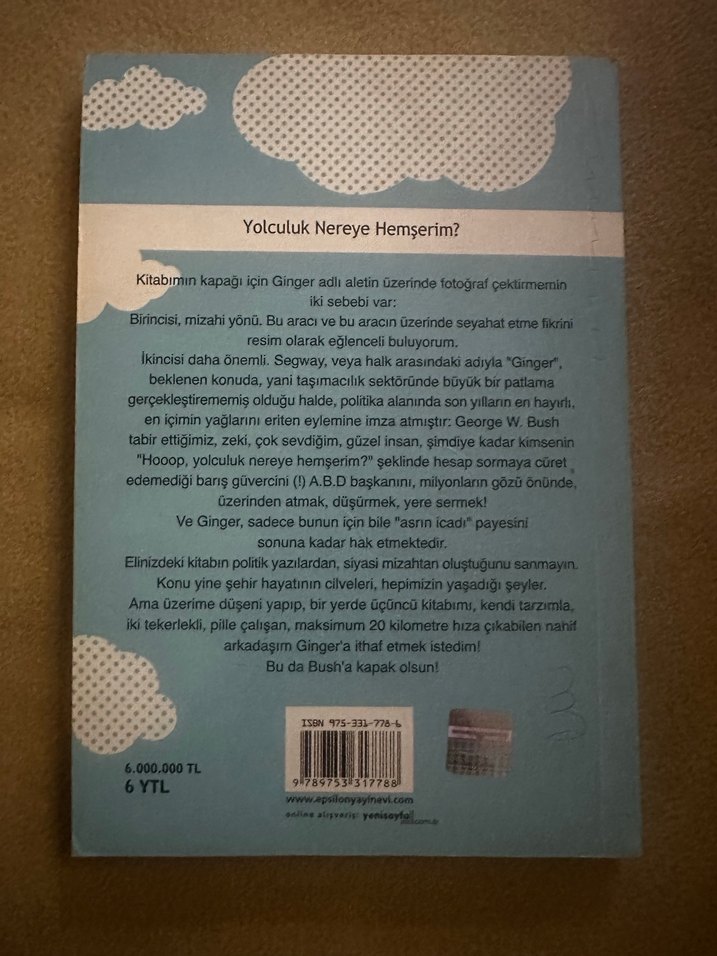 Yolculuk Nereye Hemşerim?
Kitabımın kapağı için Ginger adlı aletin üzerinde fotoğraf çektirmemin
iki sebebi var:
Birincisi, mizahi yönü. Bu aracı ve bu aracın üzerinde seyahat etme fikrini
resim olarak eğlenceli buluyorum.
İkincisi daha önemli. Segway, veya halk arasındaki adıyla "Ginger",
beklenen konuda, yani taşımacılık sektöründe büyük bir patlama
gerçekleştirememiş olduğu halde, politika alanında son yılların en hayırlı,
en içimin yağlarını eriten eylemine imza atmıştır: George W. Bush
tabir ettiğimiz, zeki, çok sevdiğim, güzel insan, şimdiye kadar kimsenin
"Hooop, yolculuk nereye hemşerim?" şeklinde hesap sormaya cüret
edemediği barış güvercini (!) A.B.D başkanını, milyonların gözü önünde,
üzerinden atmak, düşürmek, yere sermek!
Ve Ginger, sadece bunun için bile "asrın icadı" payesini
sonuna kadar hak etmektedir.
Elinizdeki kitabın politik yazılardan, siyasi mizahtan oluştuğunu sanmayın.
Konu yine şehir hayatının cilveleri, hepimizin yaşadığı şeyler.
Ama üzerime düşeni yapıp, bir yerde üçüncü kitabımı, kendi tarzımla,
iki tekerlekli, pille çalışan, maksimum 20 kilometre hıza çıkabilen nahif
arkadaşım Ginger'a ithaf etmek istedim!
Bu da Bush'a kapak olsun!
ISBN 975-331-778-6
9 789753 317788
6.000.000 TL
6 YTL
www.epsilonyayinevi.com
online alışveriş: yenisayfa